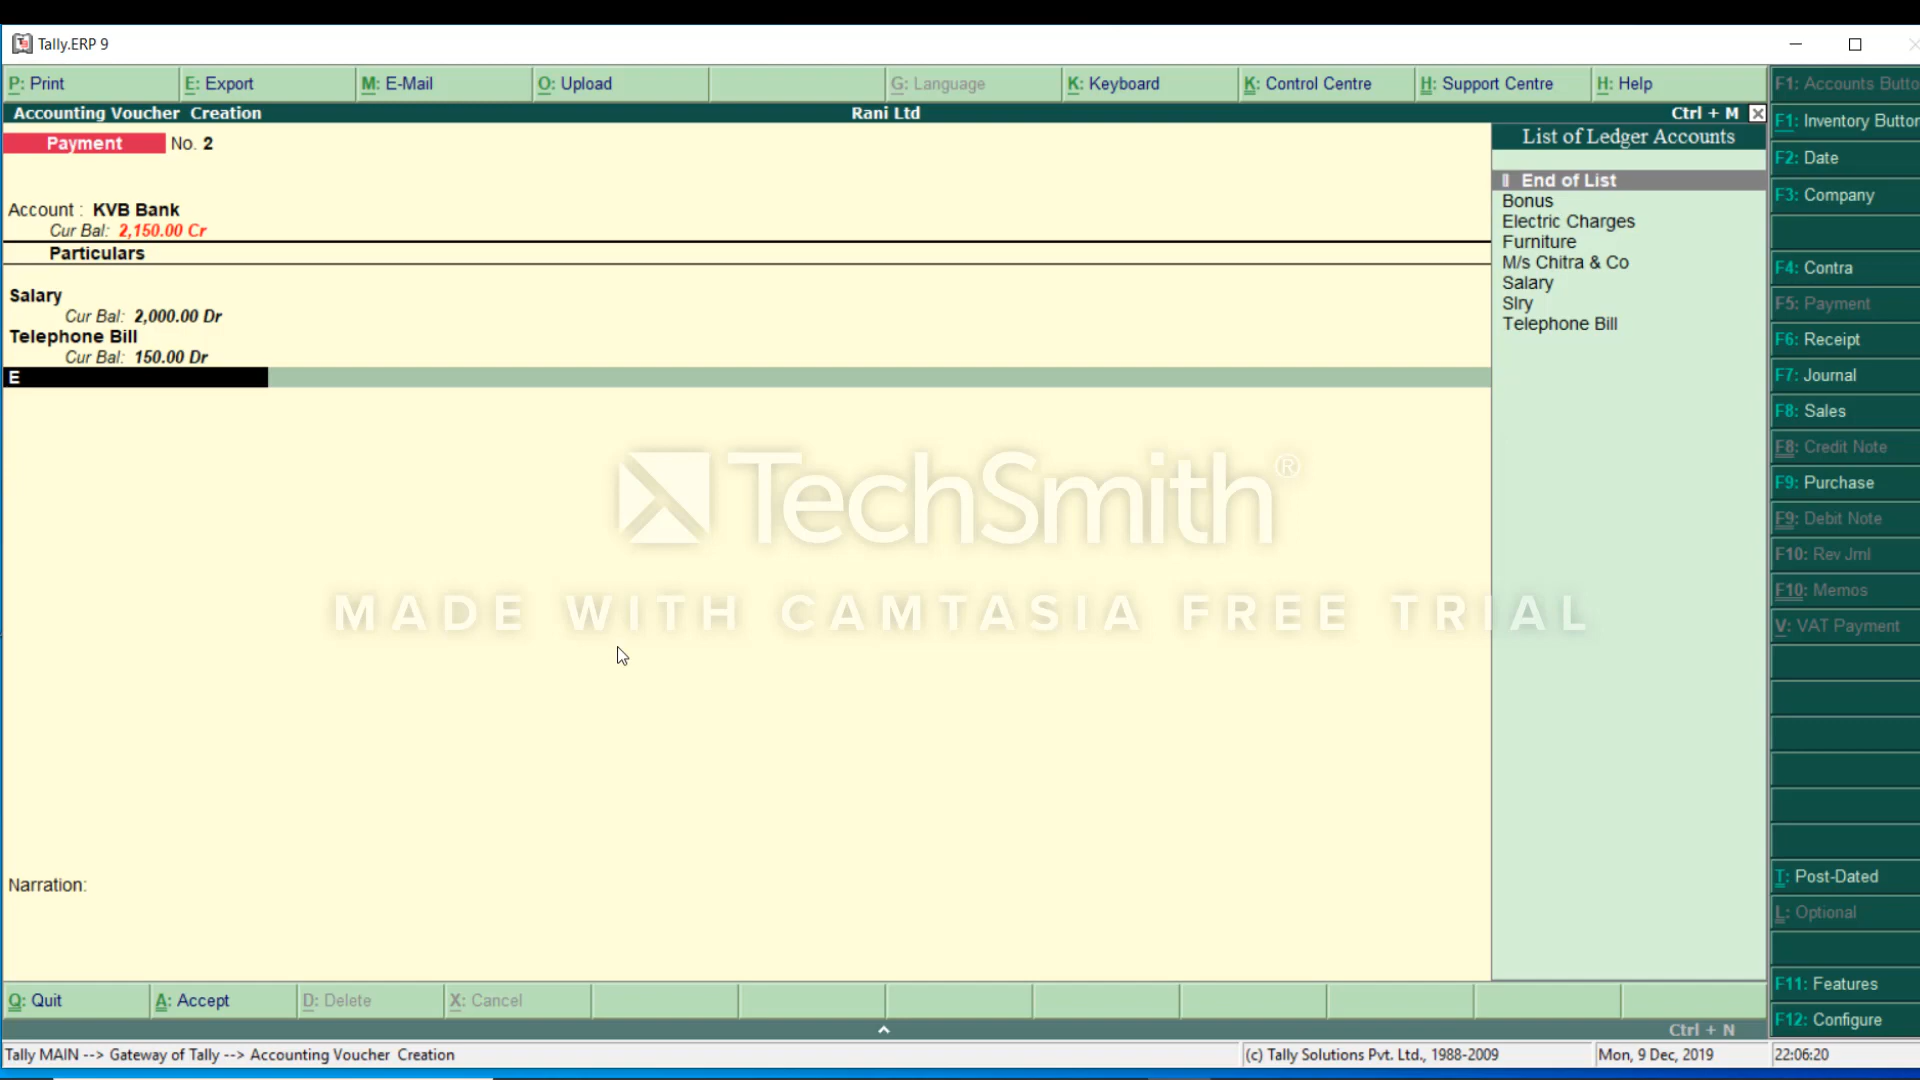 Tally.ERP 9
P: Print E: Export M: E-Mail O: Upload G: Language K: Keyboard K: Control Centre H: Support Centre H: Help
Accounting Voucher Creation Rani Ltd Ctrl + M
Payment No. 2
Account : KVB Bank
Cur Bal: 2,150.00 Cr
Particulars
Salary
Cur Bal: 2,000.00 Dr
Telephone Bill
Cur Bal: 150.00 Dr
E
TechSmith®
MADE WITH CAMTASIA FREE TRIAL
Narration:
List of Ledger Accounts
End of List
Bonus
Electric Charges
Furniture
M/s Chitra & Co
Salary
Slry
Telephone Bill
F1: Accounts Butto
F1: Inventory Button
F2: Date
F3: Company
F4: Contra
F5: Payment
F6: Receipt
F7: Journal
F8: Sales
F8: Credit Note
F9: Purchase
F9: Debit Note
F10: Rev Jrnl
F10: Memos
V: VAT Payment
T: Post-Dated
L: Optional
F11: Features
F12: Configure
Q: Quit A: Accept D: Delete X: Cancel
Ctrl + N
Tally MAIN --> Gateway of Tally --> Accounting Voucher Creation (c) Tally Solutions Pvt. Ltd., 1988-2009 Mon, 9 Dec, 2019 22:06:20